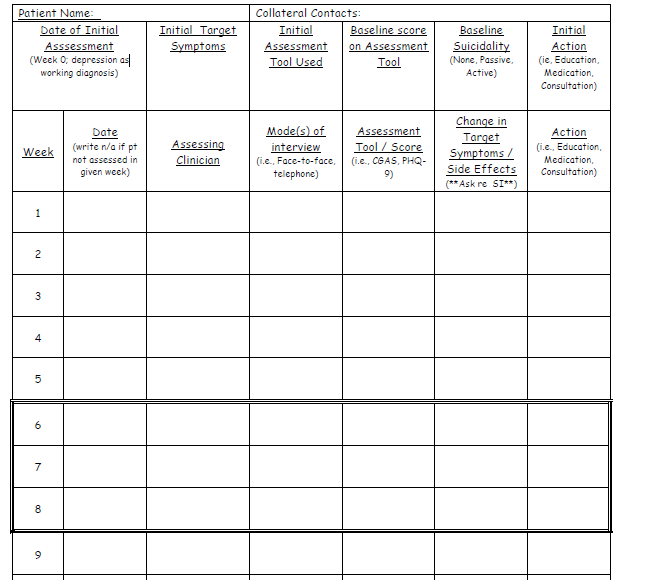 Patient Name:
Collateral Contacts:
Date of Initial
Asssessment
(Week 0; depression as
working diagnosis)
Initial Target
Symptoms
Initial
Assessment
Tool Used
Baseline score
on Assessment
Tool
Baseline
Suicidality
(None, Passive,
Active)
Initial
Action
(ie, Education,
Medication,
Consultation)
Week
Date
(write n/a if pt
not assessed in
given week)
Assessing
Clinician
Mode(s) of
interview
(i.e., Face-to-face,
telephone)
Assessment
Tool / Score
(i.e., CGAS, PHQ-
9)
Change in
Target
Symptoms /
Side Effects
(**Ask re SI**)
Action
(i.e., Education,
Medication,
Consultation)
1
2
3
4
5
6
7
8
9